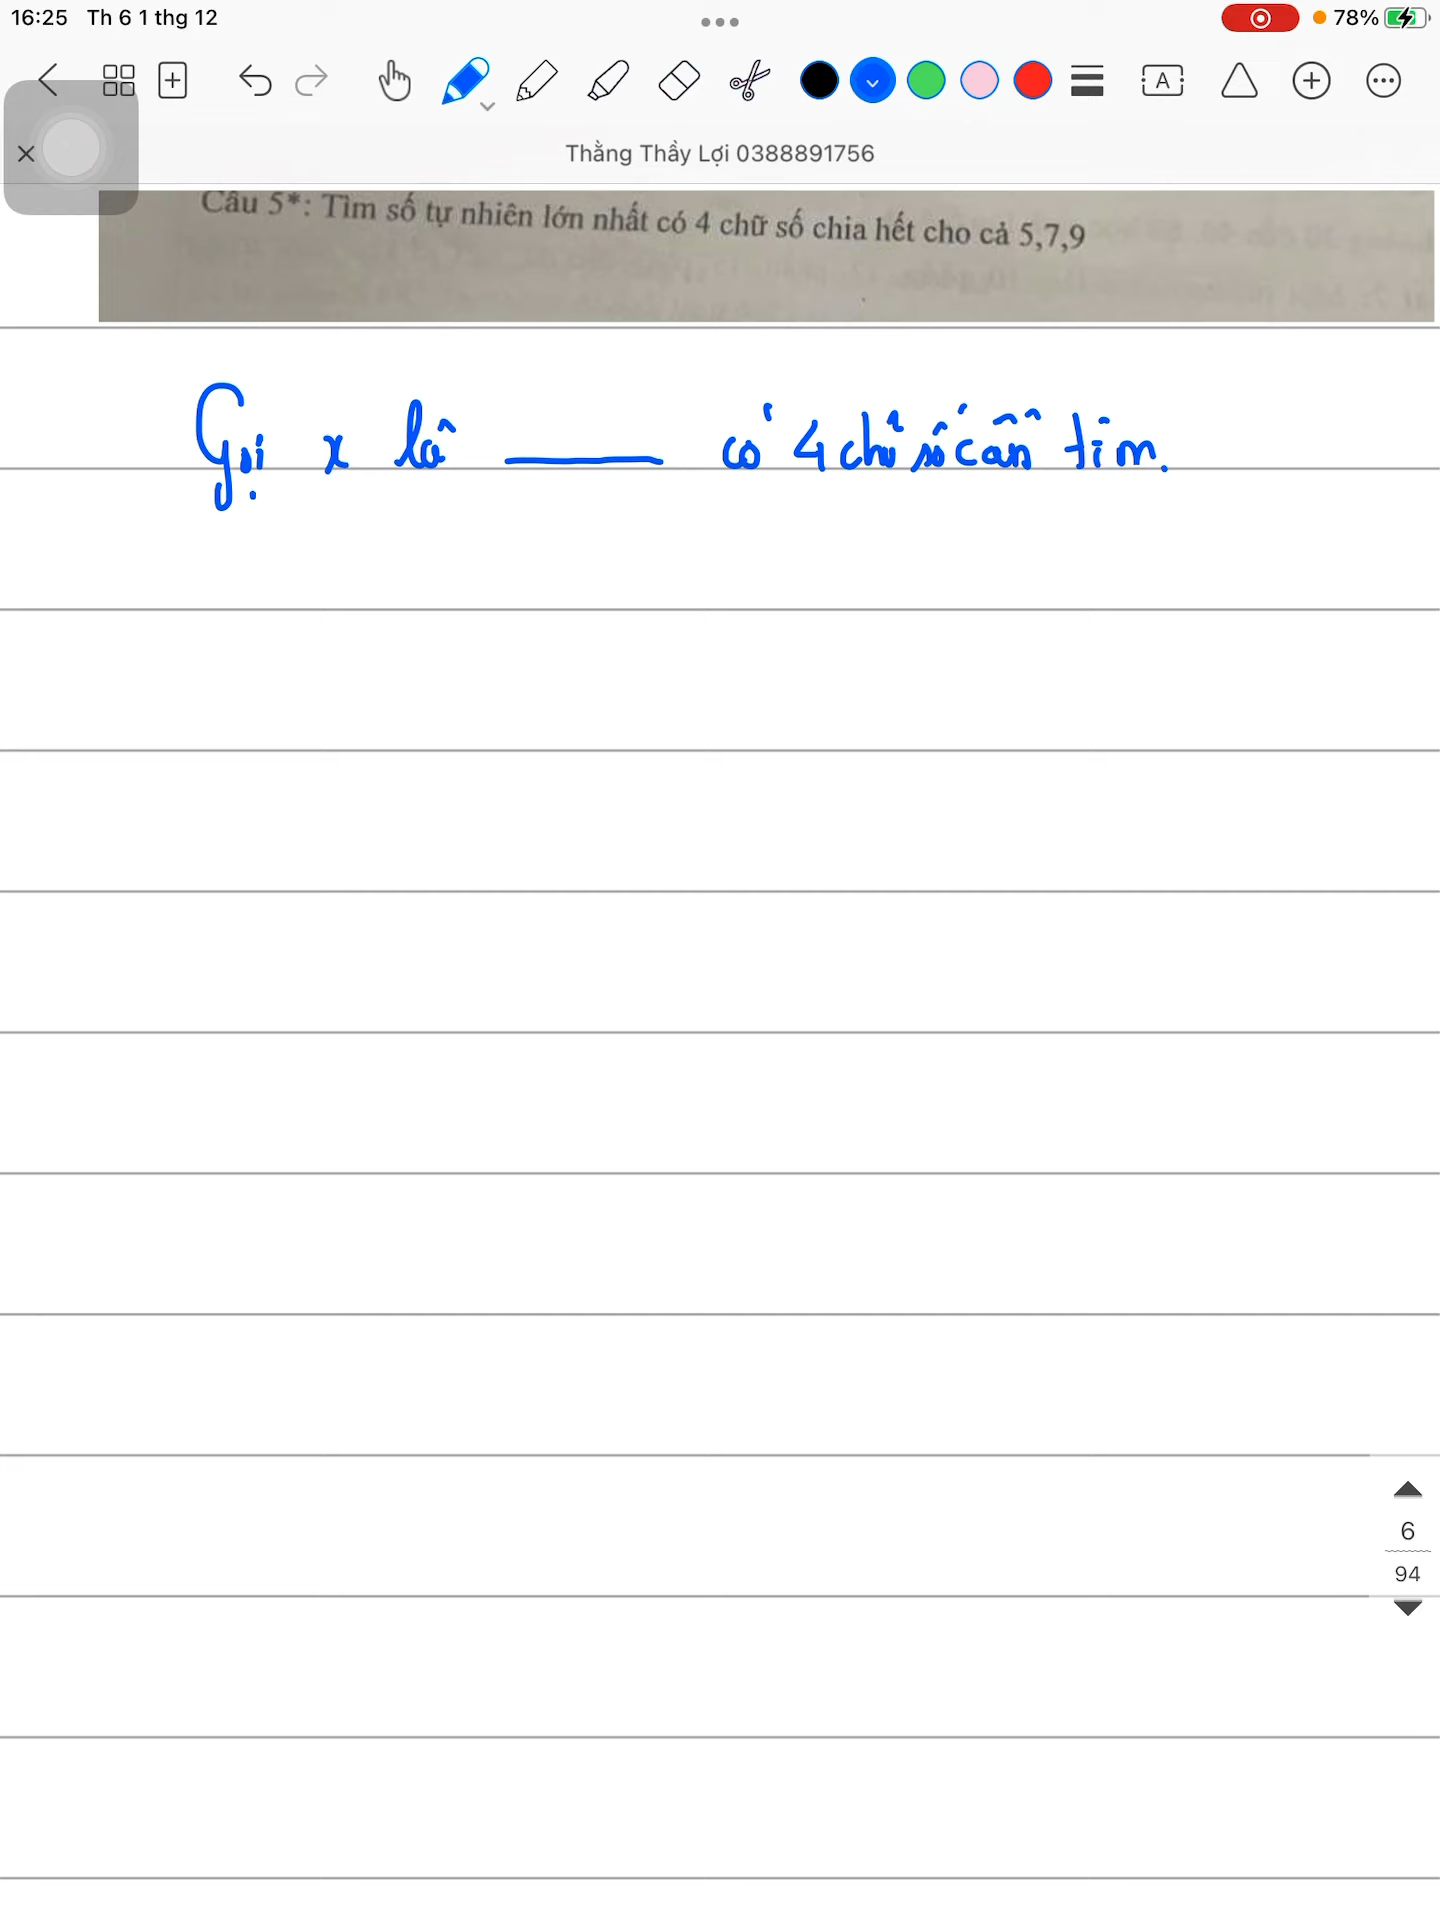 16:25 Th 6 1 thg 12 78%
A
Thằng Thầy Lợi 0388891756
Câu 5*: Tìm số tự nhiên lớn nhất có 4 chữ số chia hết cho cả 5,7,9
Gọi x là ——— có 4 chữ số cần tìm.
6
94